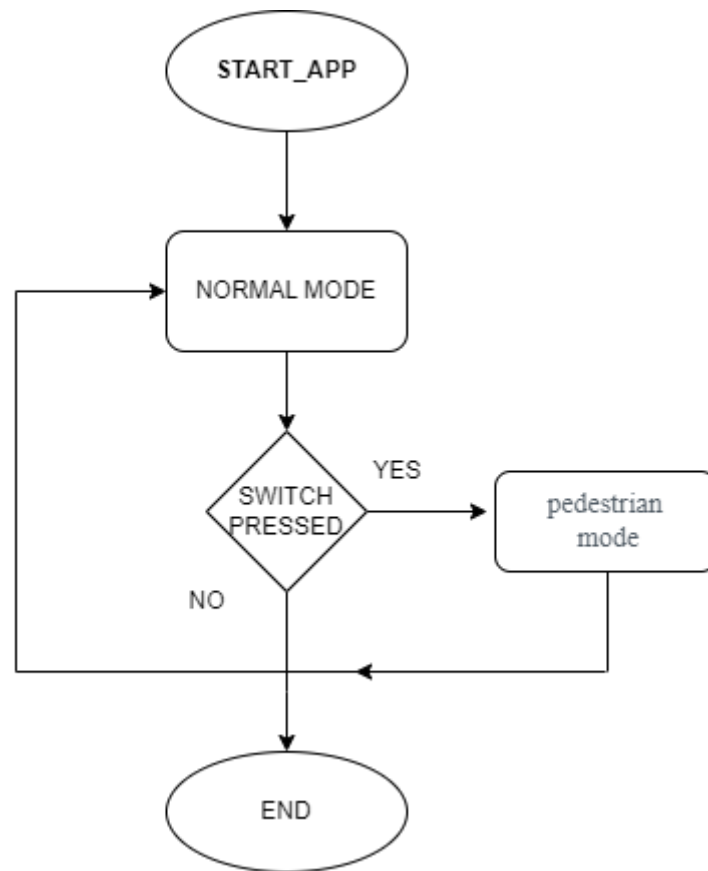 START_APP
NORMAL MODE
YES
SWITCH
PRESSED
pedestrian
mode
NO
END